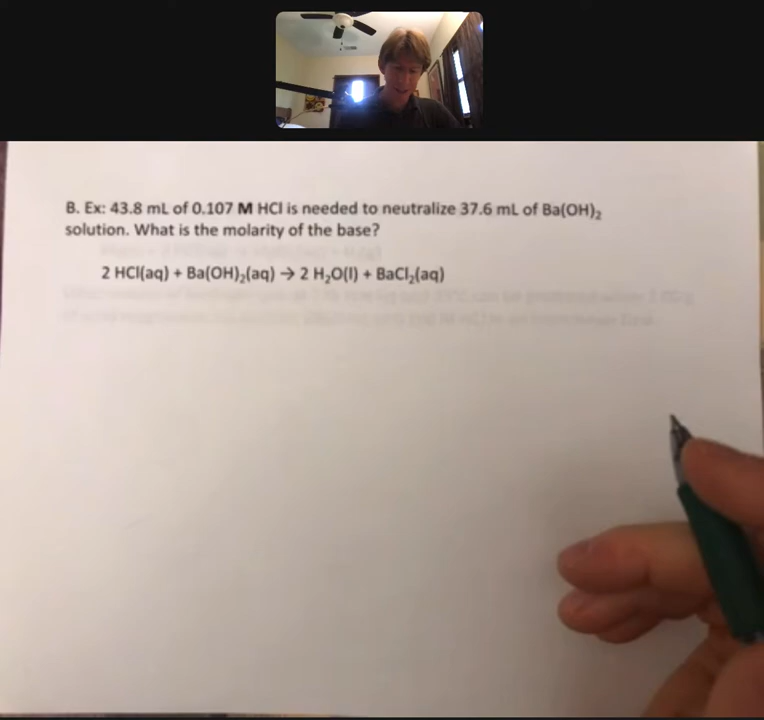 B. Ex: 43.8 mL of 0.107 M HCl is needed to neutralize 37.6 mL of Ba(OH)₂
solution. What is the molarity of the base?
2 HCl(aq) + Ba(OH)₂(aq) → 2 H₂O(l) + BaCl₂(aq)